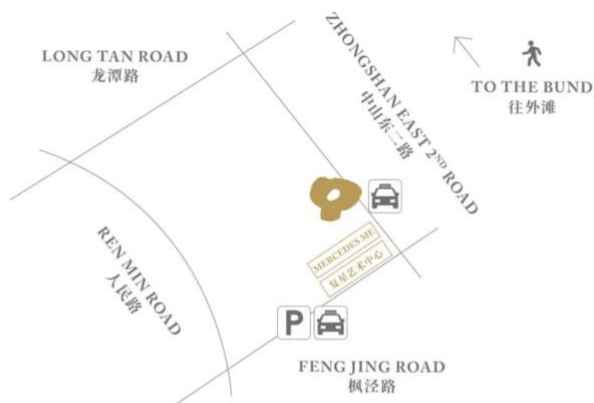 LONG TAN ROAD
龙潭路
ZHONGSHAN EAST 2ND ROAD
中山东二路
TO THE BUND
往外滩
REN MIN ROAD
人民路
MERCEDES ME
复星艺术中心
P
FENG JING ROAD
枫泾路